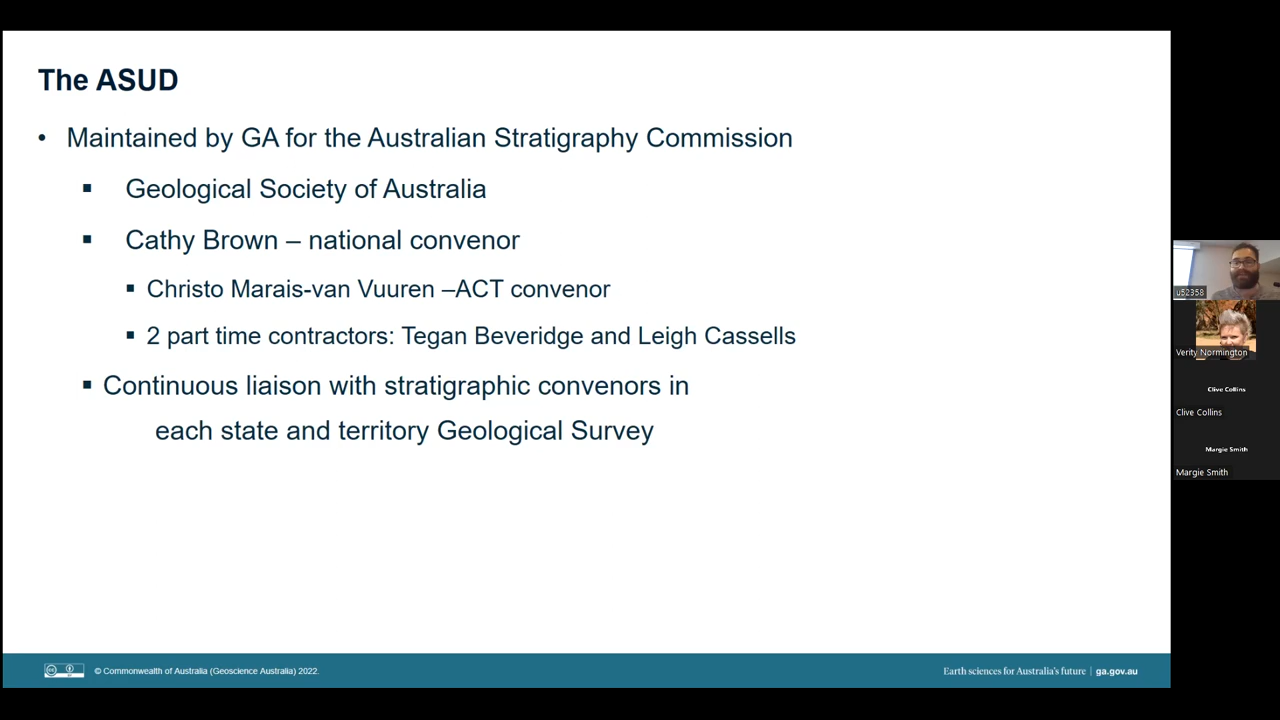 The ASUD
• Maintained by GA for the Australian Stratigraphy Commission
▪ Geological Society of Australia
▪ Cathy Brown – national convenor
▪ Christo Marais-van Vuuren –ACT convenor
▪ 2 part time contractors: Tegan Beveridge and Leigh Cassells
▪ Continuous liaison with stratigraphic convenors in
each state and territory Geological Survey
© Commonwealth of Australia (Geoscience Australia) 2022.
Earth sciences for Australia's future | ga.gov.au
u52358
Verity Normington
Clive Collins
Clive Collins
Margie Smith
Margie Smith